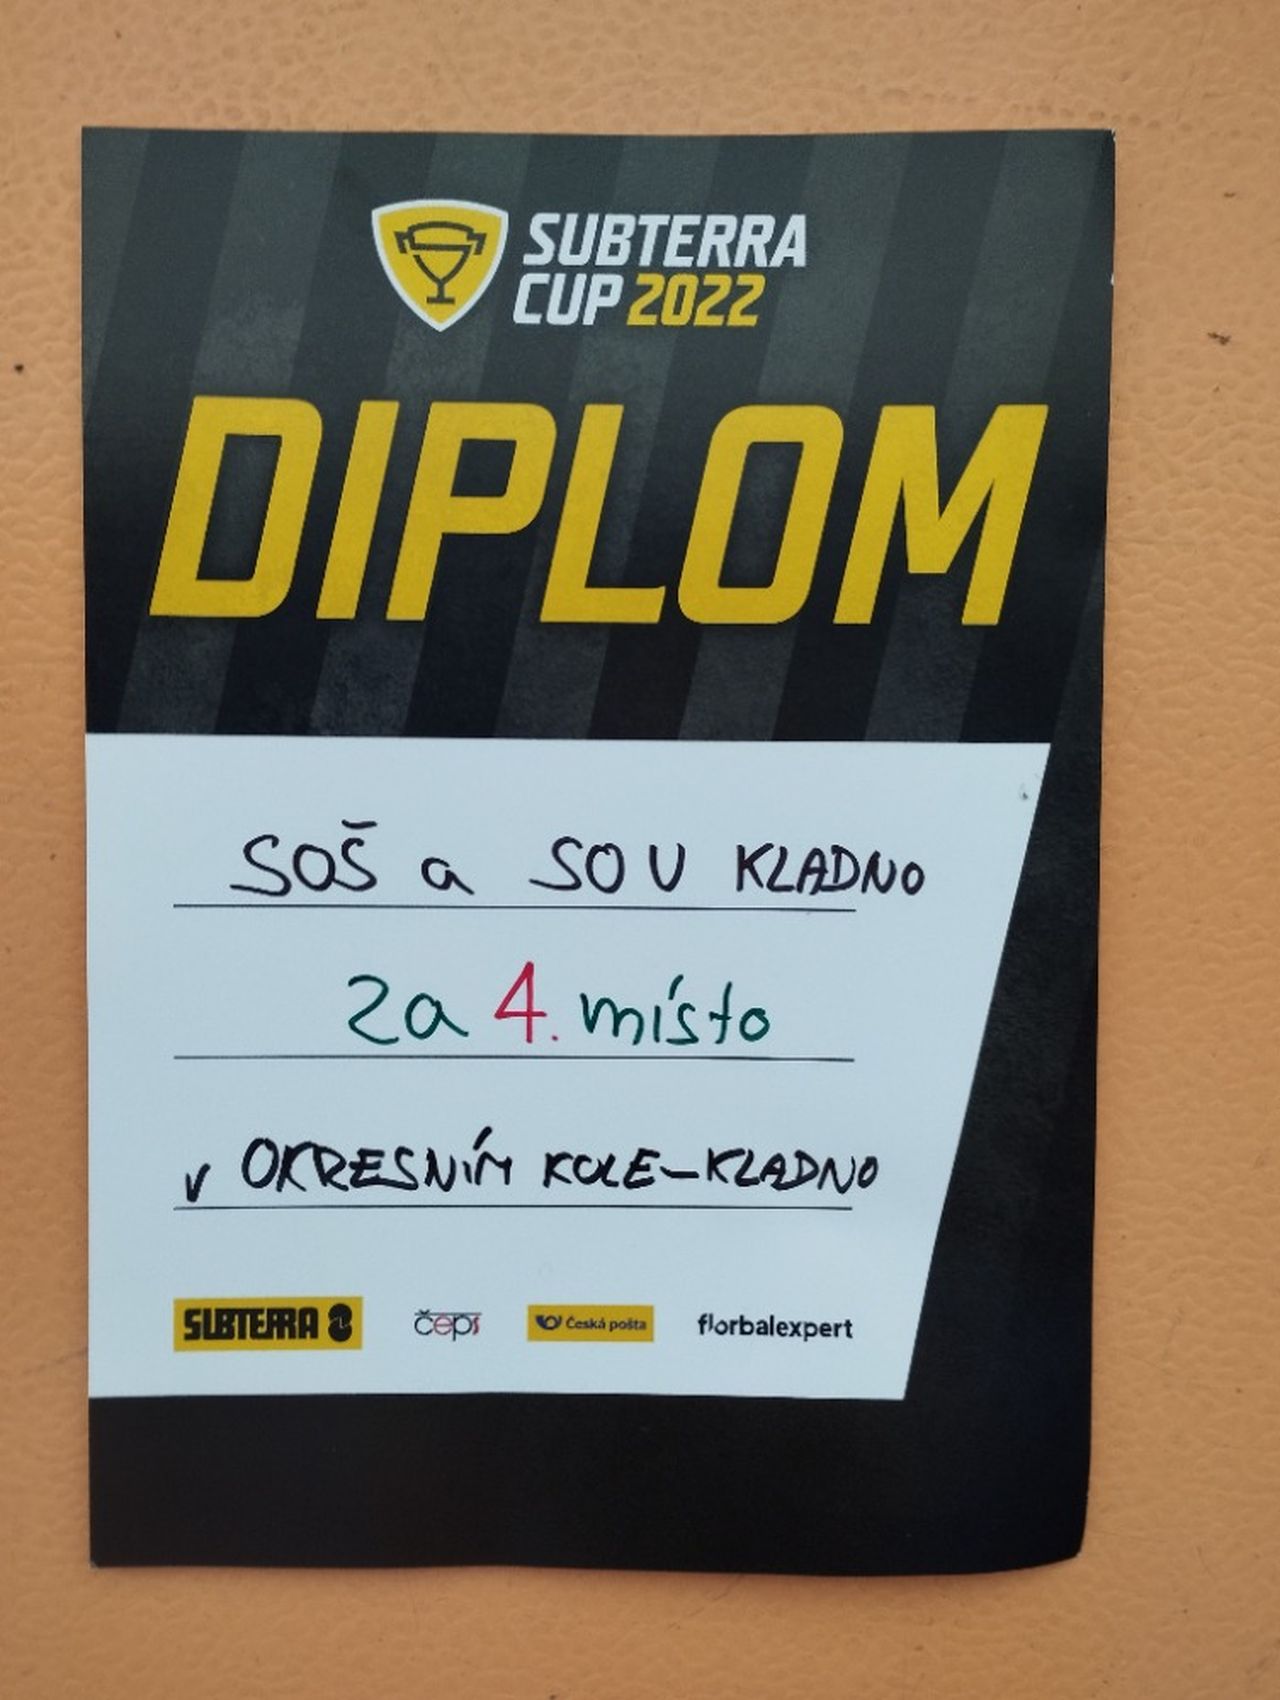 SUBTERRA
CUP 2022
DIPLOM
SOŠ a SOU KLADNO
za 4. místo
v OKRESNÍM KOLE-KLADNO
SUBTERRA čeps Česká pošta florbalexpert